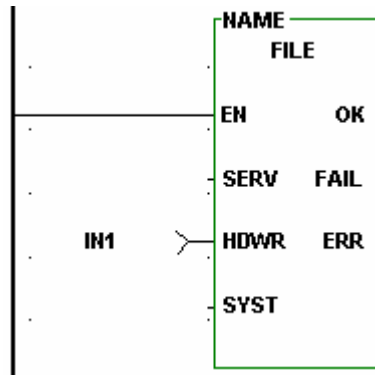 NAME
FILE
EN OK
SERV FAIL
IN1 HDWR ERR
SYST